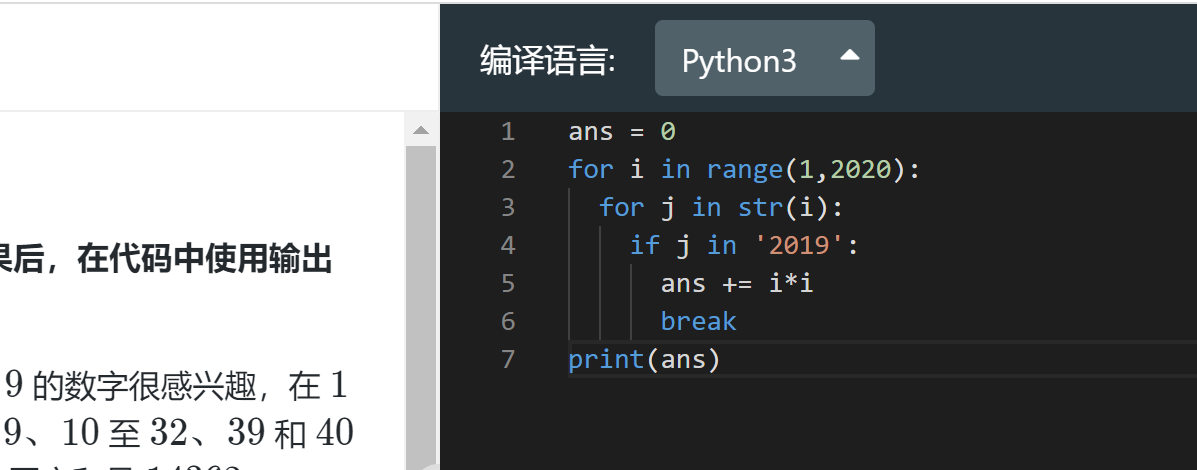 编译语言: Python3
1 ans = 0
2 for i in range(1,2020):
3 for j in str(i):
4 if j in '2019':
5 ans += i*i
6 break
7 print(ans)
后，在代码中使用输出
9 的数字很感兴趣，在 1
9、10 至 32、39 和 40